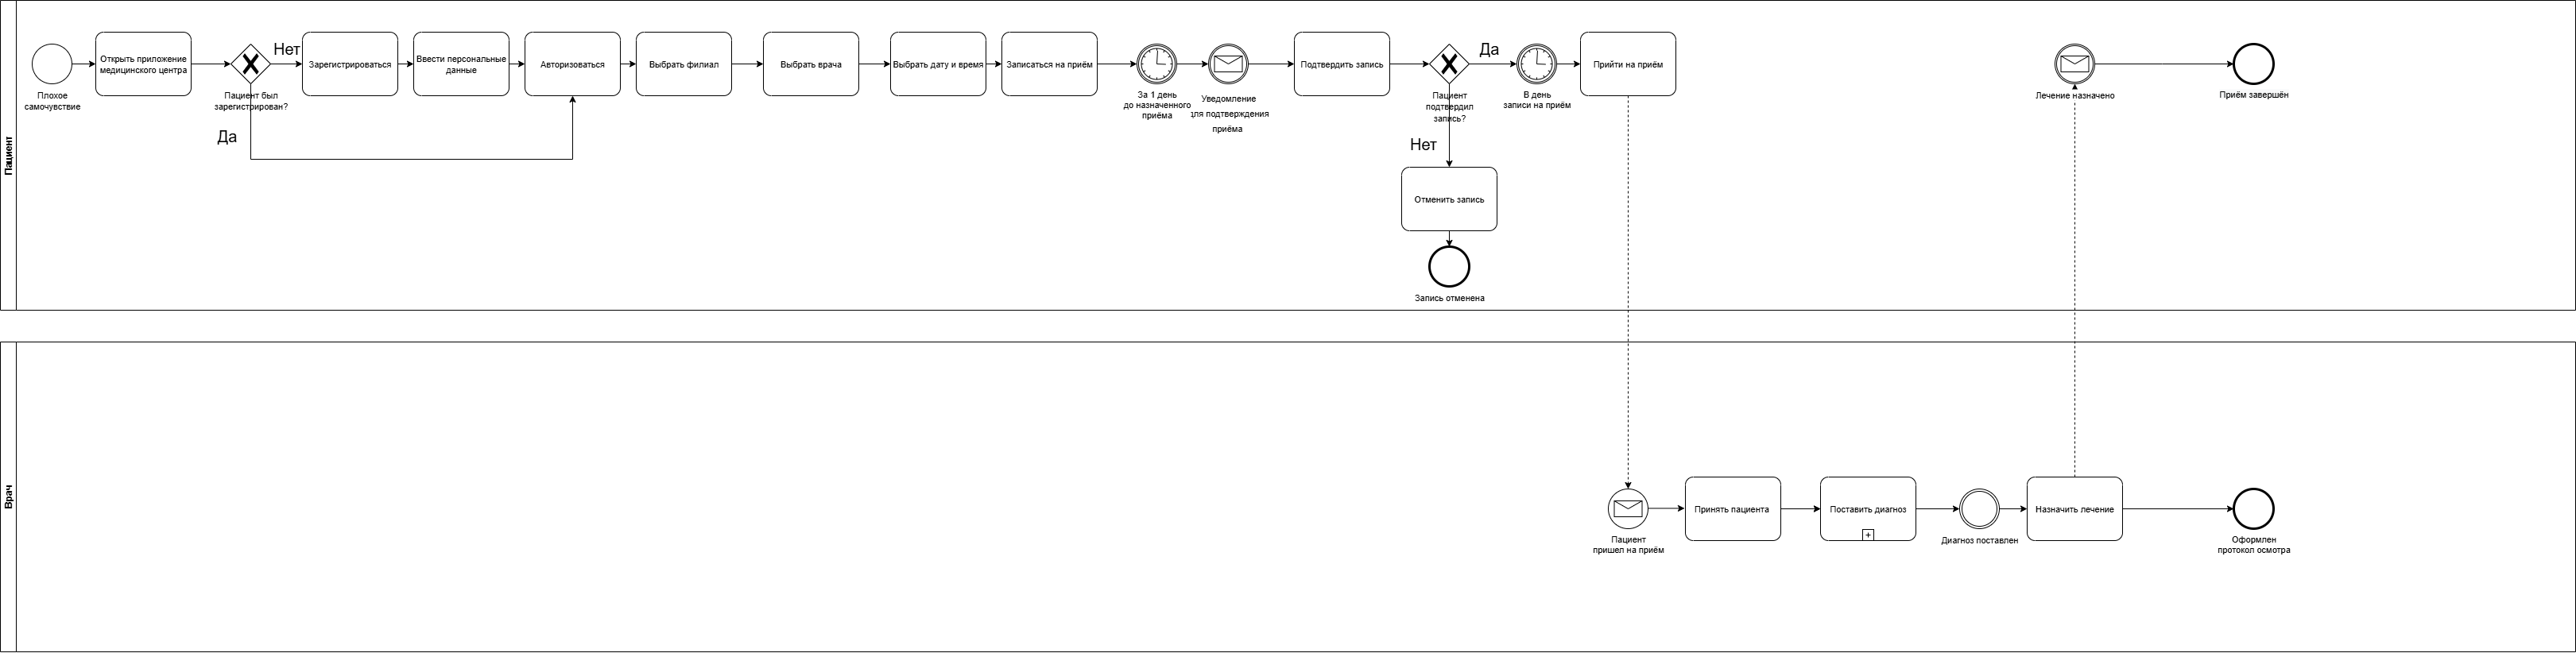 Пациент
Плохое
самочувствие
Открыть приложение
медицинского центра
Пациент был
зарегистрирован?
Нет
Да
Зарегистрироваться
Ввести персональные
данные
Авторизоваться
Выбрать филиал
Выбрать врача
Выбрать дату и время
Записаться на приём
За 1 день
до назначенного
приёма
Уведомление
для подтверждения
приёма
Подтвердить запись
Пациент
подтвердил
запись?
Да
Нет
Отменить запись
Запись отменена
В день
записи на приём
Прийти на приём
Лечение назначено
Приём завершён
Врач
Пациент
пришел на приём
Принять пациента
Поставить диагноз
Диагноз поставлен
Назначить лечение
Оформлен
протокол осмотра